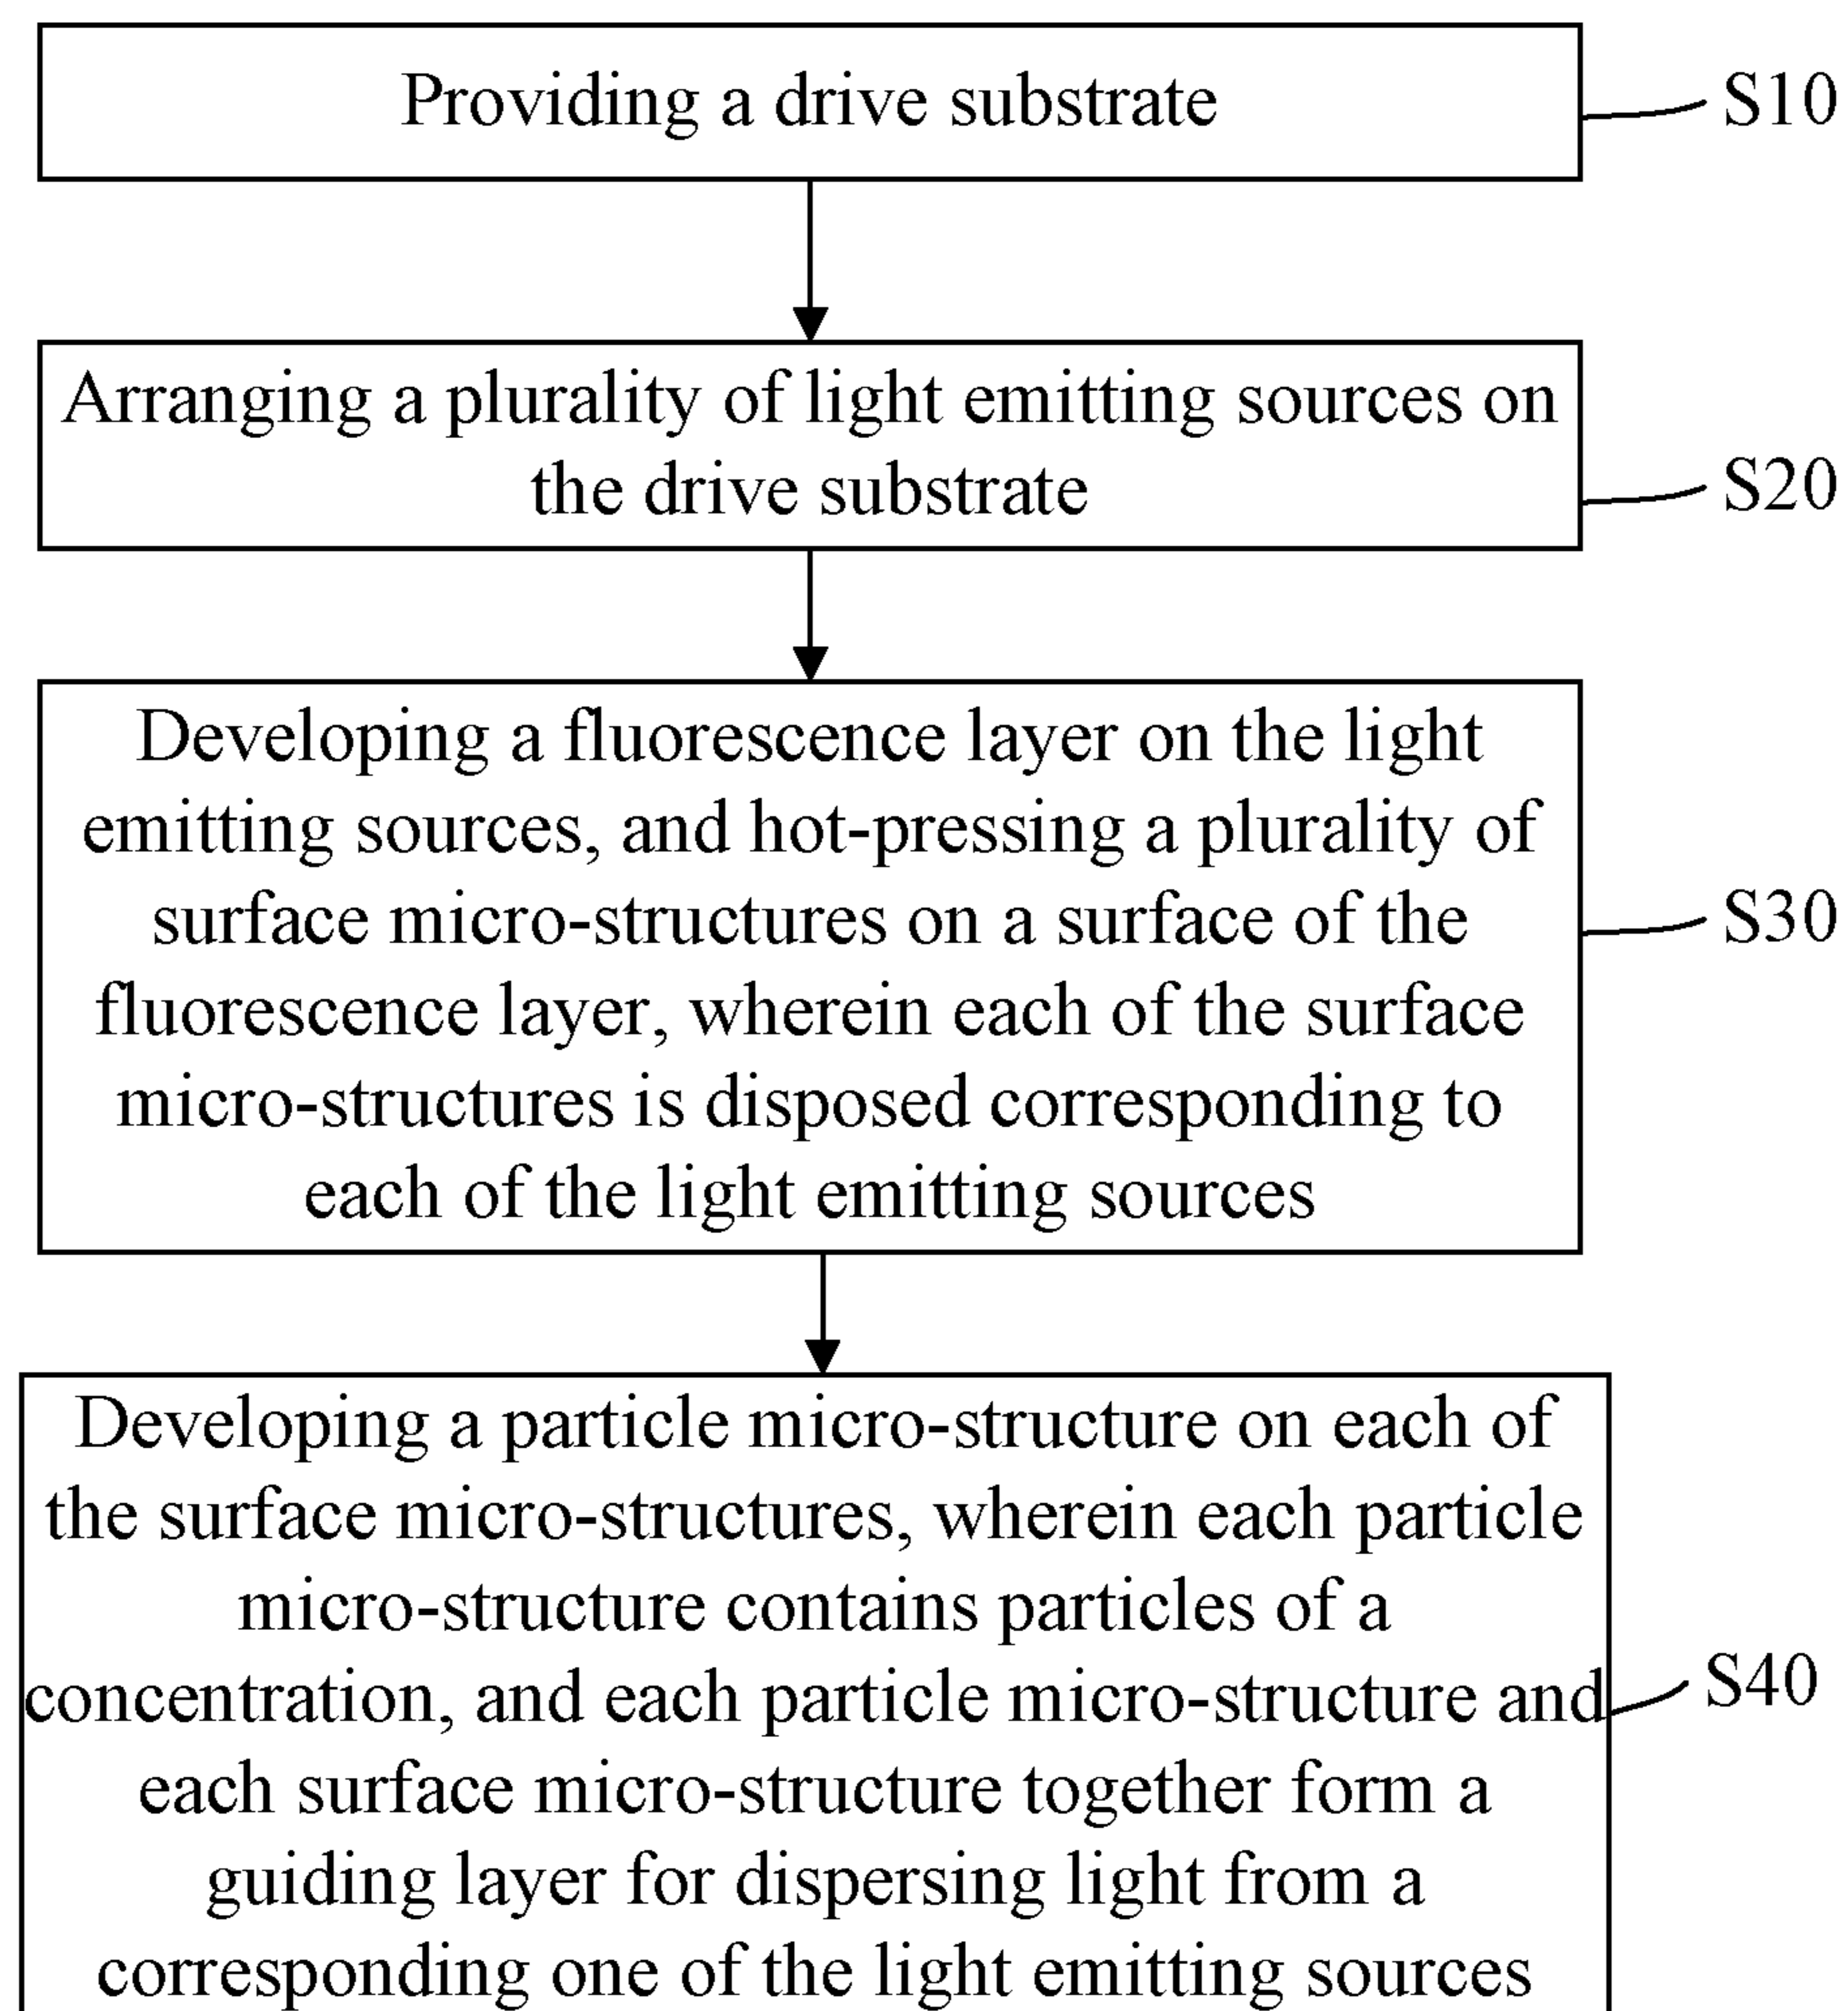 Providing a drive substrate
S10
Arranging a plurality of light emitting sources on
the drive substrate
S20
Developing a fluorescence layer on the light
emitting sources, and hot-pressing a plurality of
surface micro-structures on a surface of the
fluorescence layer, wherein each of the surface
micro-structures is disposed corresponding to
each of the light emitting sources
S30
Developing a particle micro-structure on each of
the surface micro-structures, wherein each particle
micro-structure contains particles of a
concentration, and each particle micro-structure and
each surface micro-structure together form a
guiding layer for dispersing light from a
corresponding one of the light emitting sources
S40